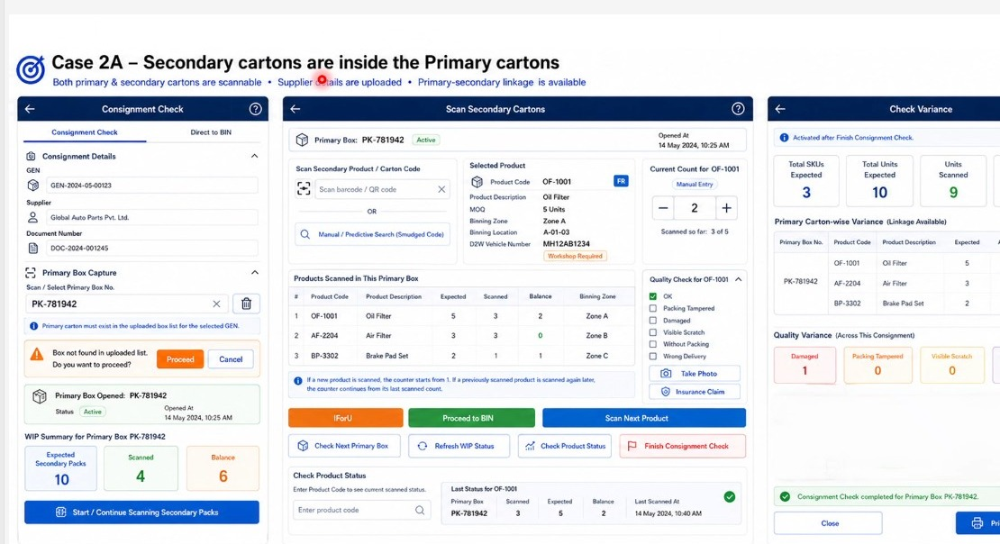 Case 2A – Secondary cartons are inside the Primary cartons
Both primary & secondary cartons are scannable • Supplier details are uploaded • Primary-secondary linkage is available
Consignment Check
Consignment Check Direct to BIN
Consignment Details
GEN
GEN-2024-05-00123
Supplier
Global Auto Parts Pvt. Ltd.
Document Number
DOC-2024-001245
Primary Box Capture
Scan / Select Primary Box No.
PK-781942
Primary carton must exist in the uploaded box list for the selected GEN.
Box not found in uploaded list.
Do you want to proceed?
Proceed
Cancel
Primary Box Opened: PK-781942
Status Active
Opened At
14 May 2024, 10:25 AM
WIP Summary for Primary Box PK-781942
Expected
Secondary Packs
10
Scanned
4
Balance
6
Start / Continue Scanning Secondary Packs
Scan Secondary Cartons
Primary Box: PK-781942 Active
Opened At
14 May 2024, 10:25 AM
Scan Secondary Product / Carton Code
Scan barcode / QR code
OR
Manual / Predictive Search (Smudged Code)
Selected Product
Product Code OF-1001 FR
Product Description Oil Filter
MOQ 5 Units
Binning Zone Zone A
Binning Location A-01-03
D2W Vehicle Number MH12AB1234
Workshop Required
Current Count for OF-1001
Manual Entry
− 2 +
Scanned so far: 3 of 5
Products Scanned in This Primary Box
# Product Code Product Description Expected Scanned Balance Binning Zone
1 OF-1001 Oil Filter 5 3 2 Zone A
2 AF-2204 Air Filter 3 3 0 Zone B
3 BP-3302 Brake Pad Set 2 1 1 Zone C
If a new product is scanned, the counter starts from 1. If a previously scanned product is scanned again later,
the counter continues from its last scanned count.
Quality Check for OF-1001
OK
Packing Tampered
Damaged
Visible Scratch
Without Packing
Wrong Delivery
Take Photo
Insurance Claim
!ForU
Proceed to BIN
Scan Next Product
Check Next Primary Box
Refresh WIP Status
Check Product Status
Finish Consignment Check
Check Product Status
Enter Product Code to see current scanned status.
Enter product code
Last Status for OF-1001
Primary Box Scanned Expected Balance Last Scanned At
PK-781942 3 5 2 14 May 2024, 10:40 AM
Check Variance
Activated after Finish Consignment Check.
Total SKUs
Expected
3
Total Units
Expected
10
Units
Scanned
9
Primary Carton-wise Variance (Linkage Available)
Primary Box No. Product Code Product Description Expected
PK-781942
OF-1001 Oil Filter 5
AF-2204 Air Filter 3
BP-3302 Brake Pad Set 2
Quality Variance (Across This Consignment)
Damaged
1
Packing Tampered
0
Visible Scratch
0
Consignment Check completed for Primary Box PK-781942.
Close
Pri